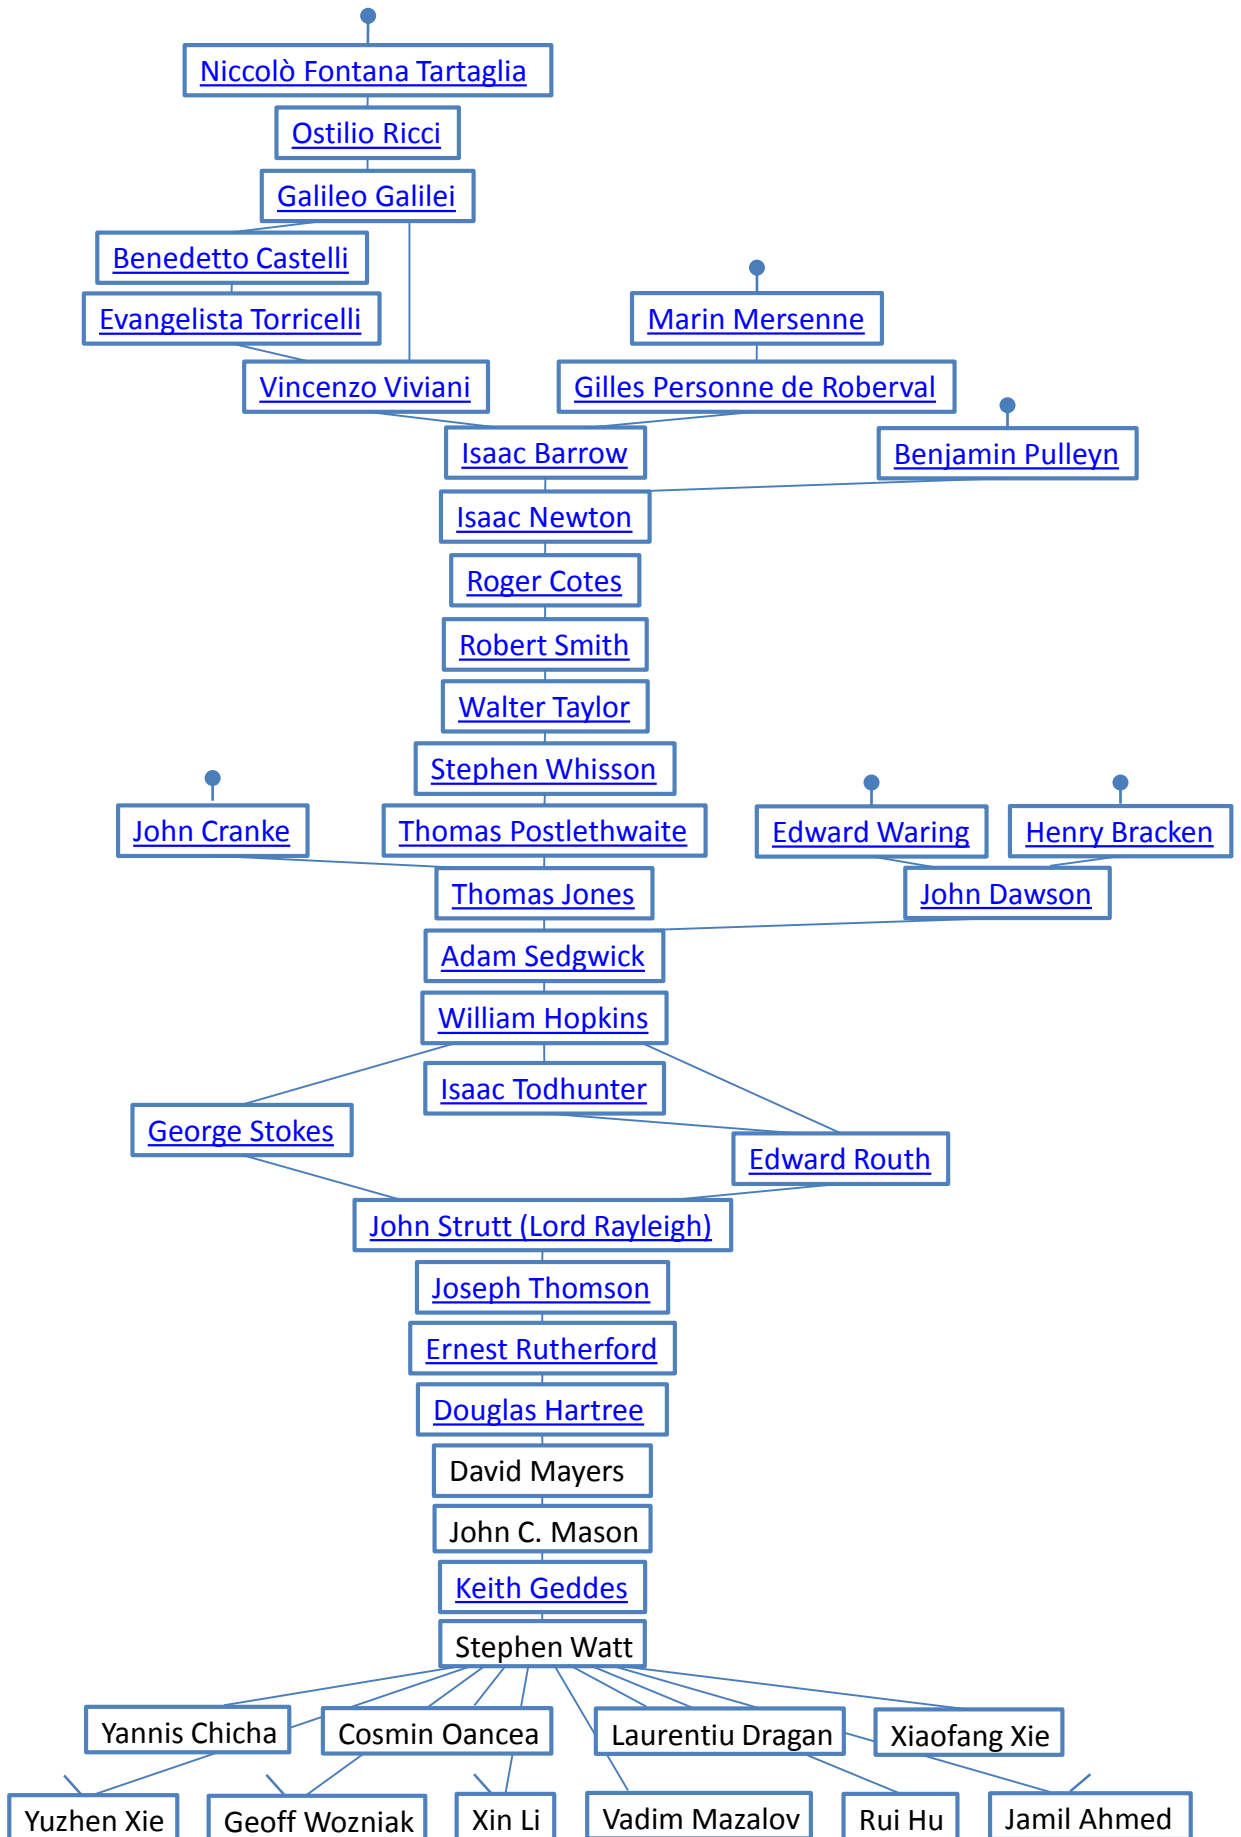 Niccolò Fontana Tartaglia
Ostilio Ricci
Galileo Galilei
Benedetto Castelli
Evangelista Torricelli
Marin Mersenne
Vincenzo Viviani
Gilles Personne de Roberval
Isaac Barrow
Benjamin Pulleyn
Isaac Newton
Roger Cotes
Robert Smith
Walter Taylor
Stephen Whisson
John Cranke
Thomas Postlethwaite
Edward Waring
Henry Bracken
Thomas Jones
John Dawson
Adam Sedgwick
William Hopkins
Isaac Todhunter
George Stokes
Edward Routh
John Strutt (Lord Rayleigh)
Joseph Thomson
Ernest Rutherford
Douglas Hartree
David Mayers
John C. Mason
Keith Geddes
Stephen Watt
Yannis Chicha
Cosmin Oancea
Laurentiu Dragan
Xiaofang Xie
Yuzhen Xie
Geoff Wozniak
Xin Li
Vadim Mazalov
Rui Hu
Jamil Ahmed